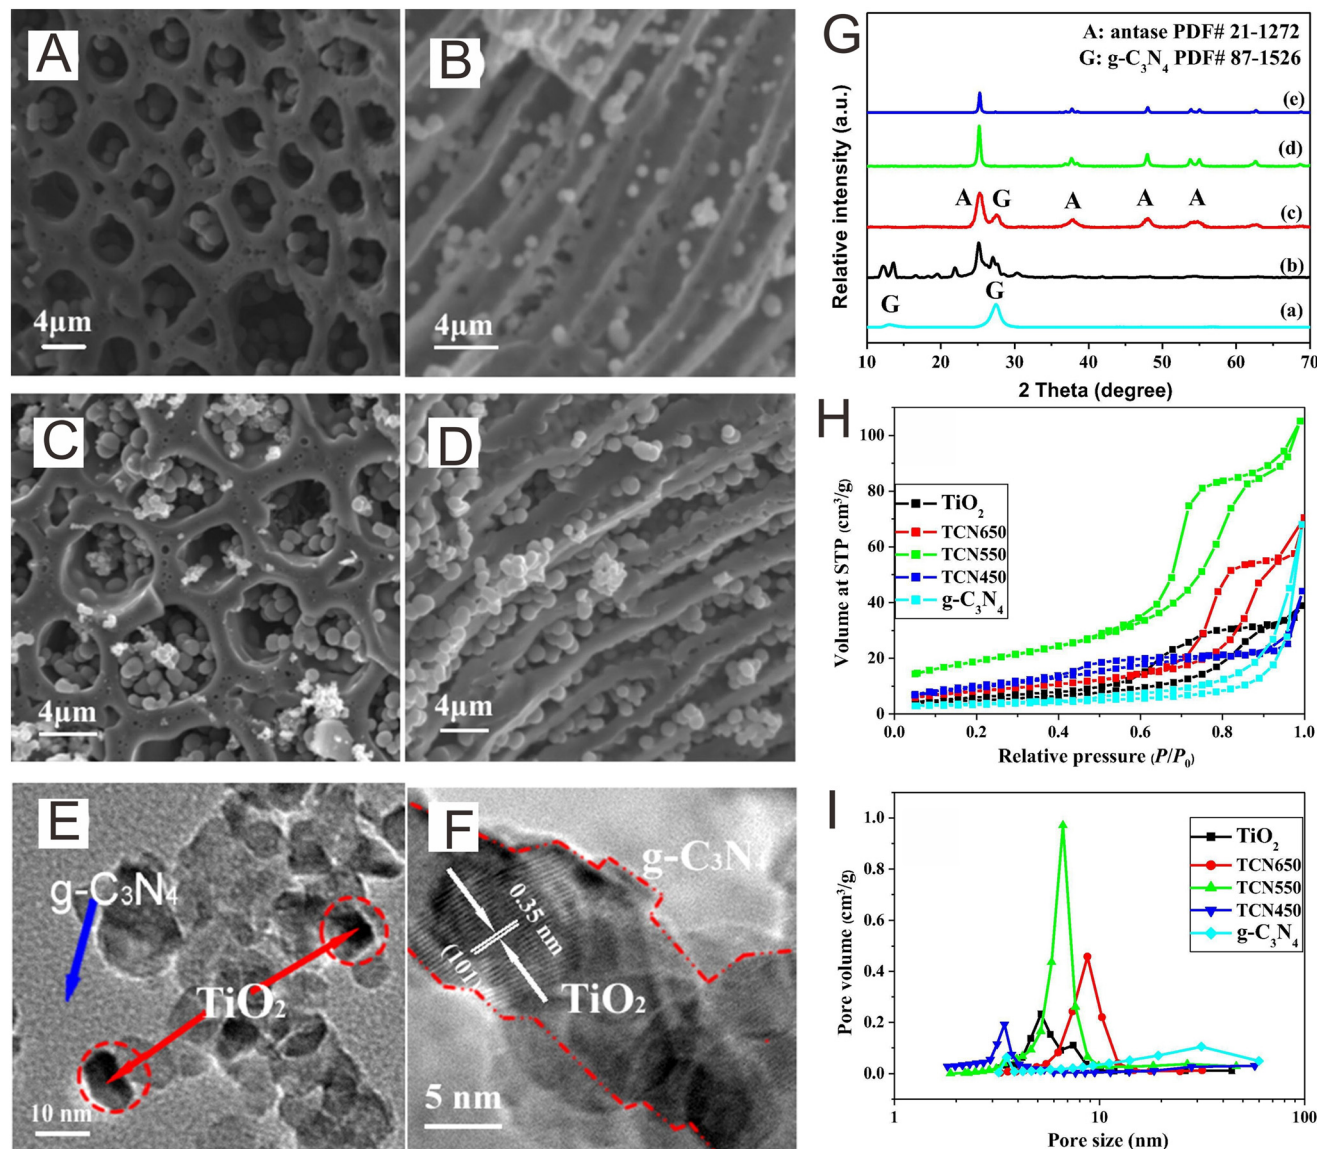 A
4μm
B
4μm
C
4μm
D
4μm
E
g-C₃N₄
TiO₂
10 nm
F
g-C₃N
0.35 nm
(101)
TiO₂
5 nm
G
A: antase PDF# 21-1272
G: g-C₃N₄ PDF# 87-1526
(e)
(d)
A G A A A
(c)
(b)
G G
(a)
Relative intensity (a.u.)
10 20 30 40 50 60 70
2 Theta (degree)
H
100
80
60
40
20
0
Volume at STP (cm³/g)
TiO₂
TCN650
TCN550
TCN450
g-C₃N₄
0.0 0.2 0.4 0.6 0.8 1.0
Relative pressure (P/P₀)
I
1.0
0.8
0.6
0.4
0.2
0.0
Pore volume (cm³/g)
TiO₂
TCN650
TCN550
TCN450
g-C₃N₄
1 10 100
Pore size (nm)